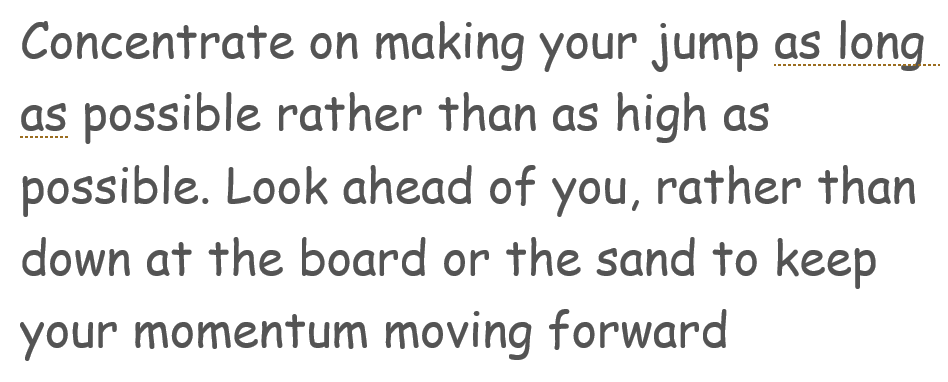 Concentrate on making your jump as long
as possible rather than as high as
possible. Look ahead of you, rather than
down at the board or the sand to keep
your momentum moving forward